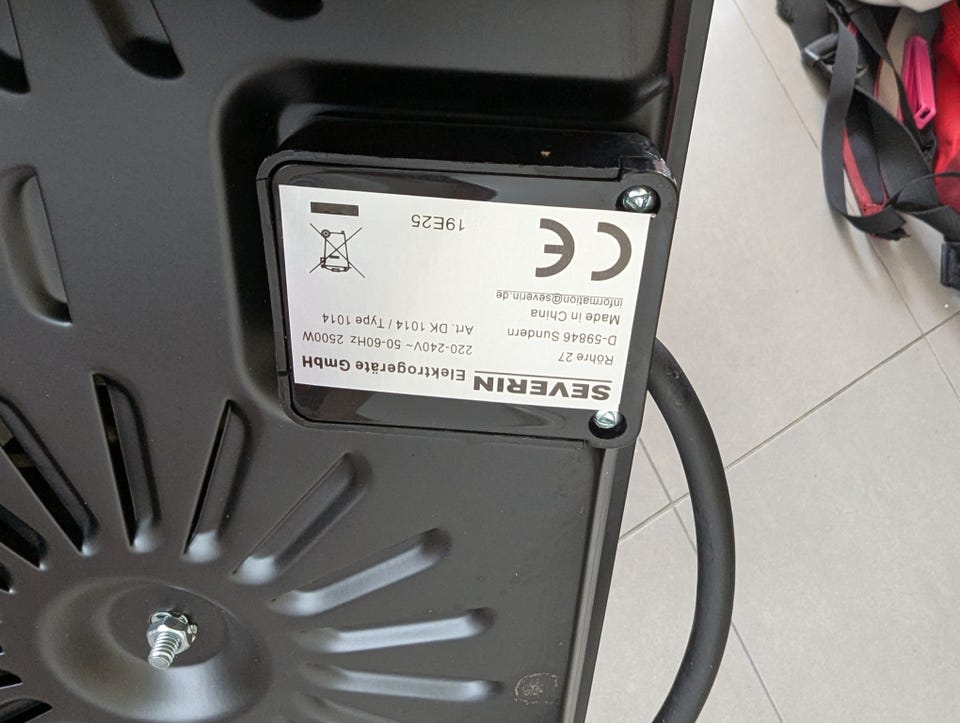 SEVERIN Elektrogeräte GmbH
Röhre 27
D-59846 Sundern
Made in China
information@severin.de
220-240V~ 50-60Hz 2500W
Art. DK 1014 / Type 1014
CE
19E25